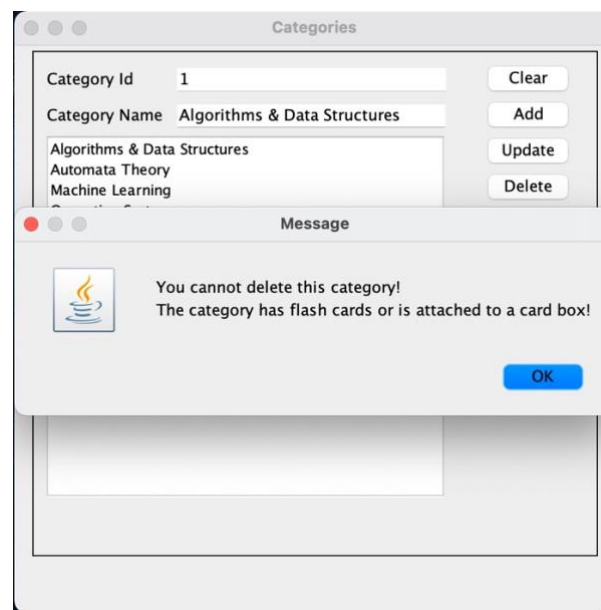 Categories
Category Id 1 Clear
Category Name Algorithms & Data Structures Add
Algorithms & Data Structures Update
Automata Theory
Machine Learning Delete
Message
You cannot delete this category!
The category has flash cards or is attached to a card box!
OK